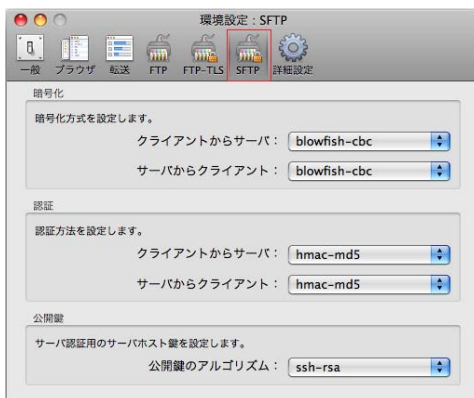 環境設定：SFTP
一般 ブラウザ 転送 FTP FTP-TLS SFTP 詳細設定
暗号化
暗号化方式を設定します。
クライアントからサーバ： blowfish-cbc
サーバからクライアント： blowfish-cbc
認証
認証方法を設定します。
クライアントからサーバ： hmac-md5
サーバからクライアント： hmac-md5
公開鍵
サーバ認証用のサーバホスト鍵を設定します。
公開鍵のアルゴリズム： ssh-rsa